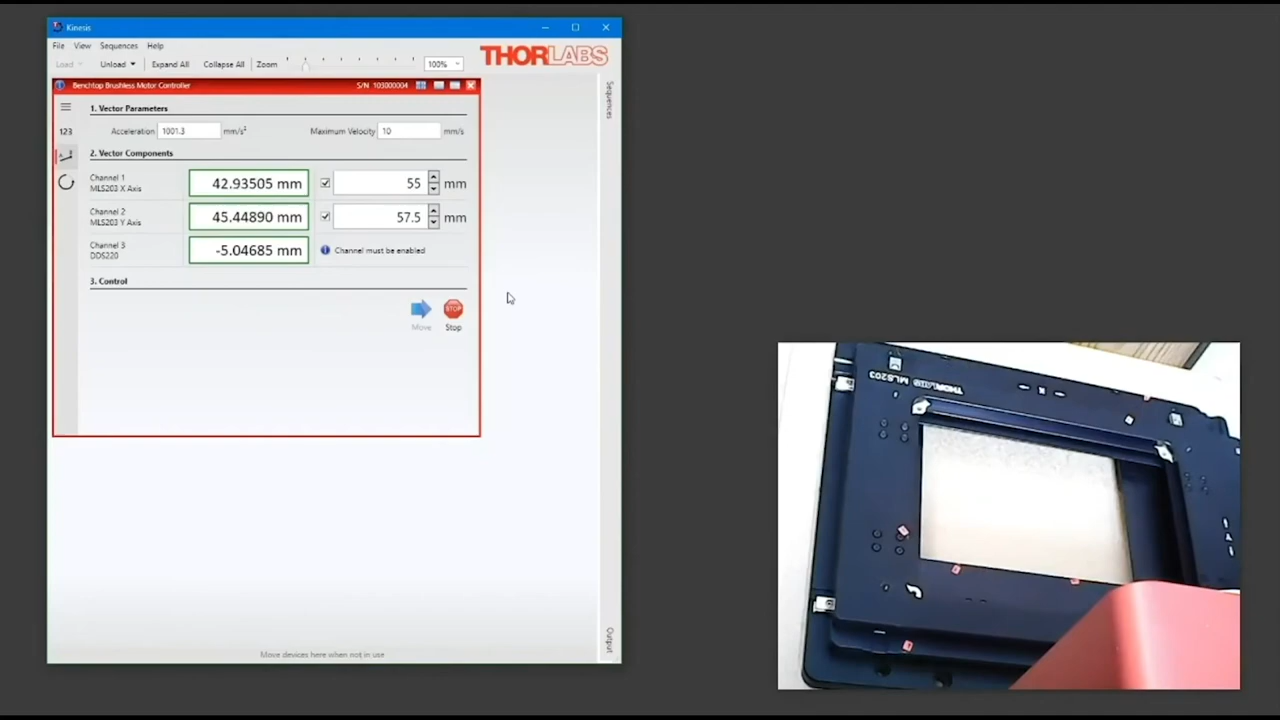 Kinesis
File View Sequences Help
Load Unload Expand All Collapse All Zoom 100%
THORLABS
Benchtop Brushless Motor Controller S/N 103000004
1. Vector Parameters
123
Acceleration 1001.3 mm/s² Maximum Velocity 10 mm/s
2. Vector Components
Channel 1
MLS203 X Axis
42.93505 mm 55 mm
Channel 2
MLS203 Y Axis
45.44890 mm 57.5 mm
Channel 3
DDS220
-5.04685 mm Channel must be enabled
3. Control
STOP
Move Stop
Move devices here when not in use
Sequences
Output
THORLABS MLS203
X
Y